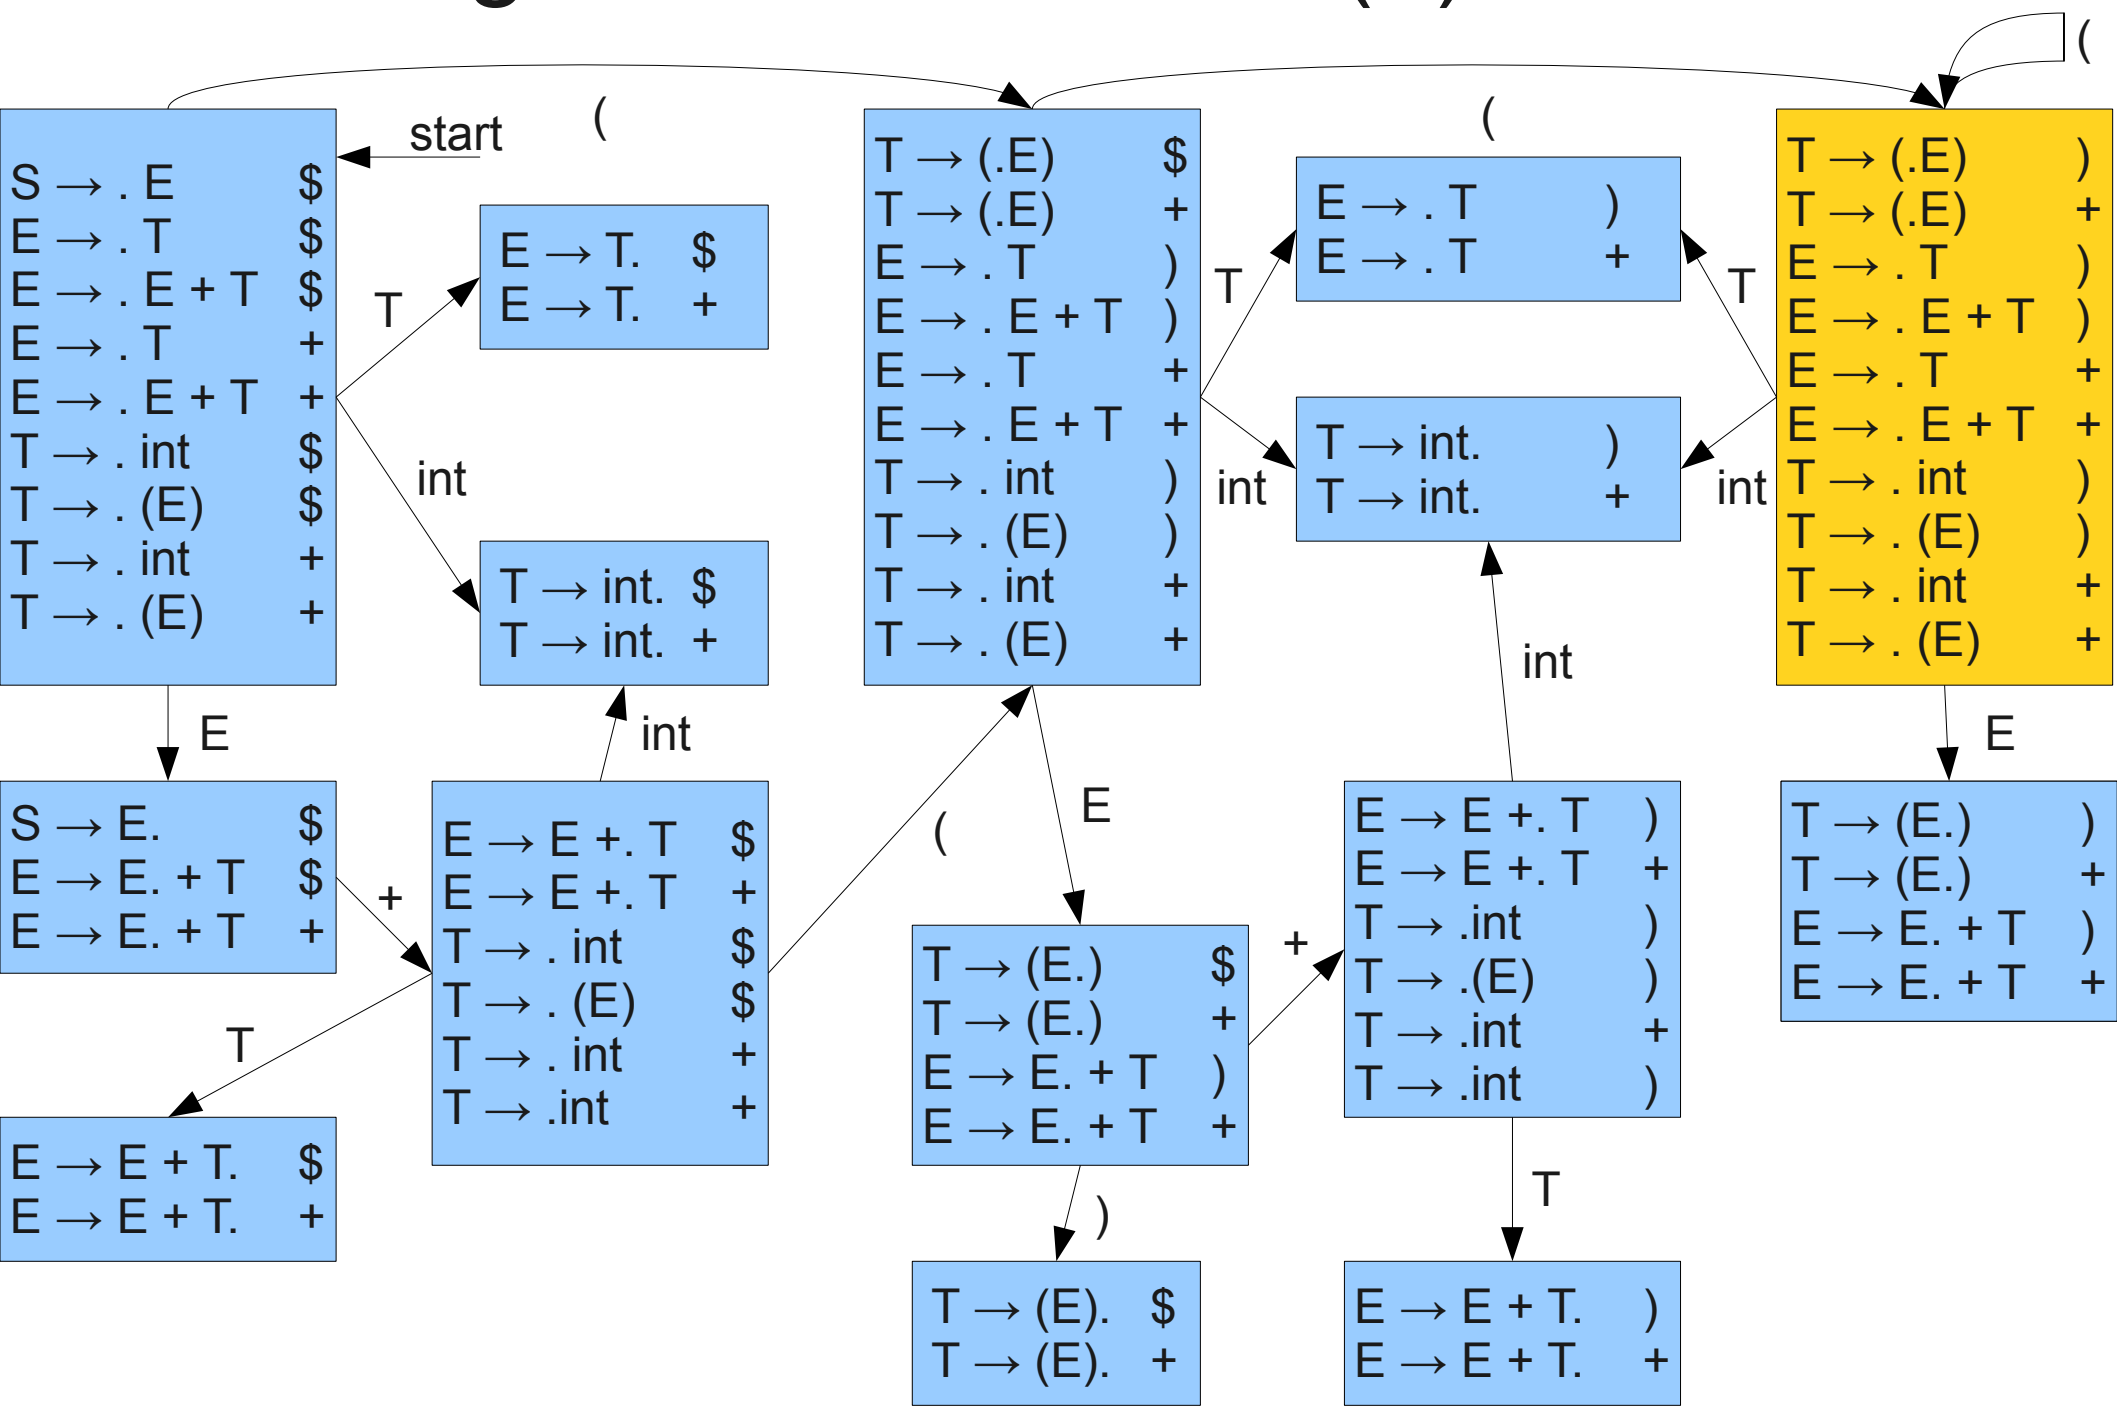 (
S → . E $
E → . T $
E → . E + T $
E → . T +
E → . E + T +
T → . int $
T → . (E) $
T → . int +
T → . (E) +
start
(
E → T. $
E → T. +
T
int
T → int. $
T → int. +
T → (.E) $
T → (.E) +
E → . T )
E → . E + T )
E → . T +
E → . E + T +
T → . int )
T → . (E) )
T → . int +
T → . (E) +
(
E → . T )
E → . T +
T
T
T → int. )
T → int. +
int
int
T → (.E) )
T → (.E) +
E → . T )
E → . E + T )
E → . T +
E → . E + T +
T → . int )
T → . (E) )
T → . int +
T → . (E) +
E
int
E
int
E
S → E. $
E → E. + T $
E → E. + T +
+
E → E +. T $
E → E +. T +
T → . int $
T → . (E) $
T → . int +
T → .int +
(
T
E → E + T. $
E → E + T. +
T → (E.) $
T → (E.) +
E → E. + T )
E → E. + T +
+
E → E +. T )
E → E +. T +
T → .int )
T → .(E) )
T → .int +
T → .int )
T → (E.) )
T → (E.) +
E → E. + T )
E → E. + T +
)
T
T → (E). $
T → (E). +
E → E + T. )
E → E + T. +